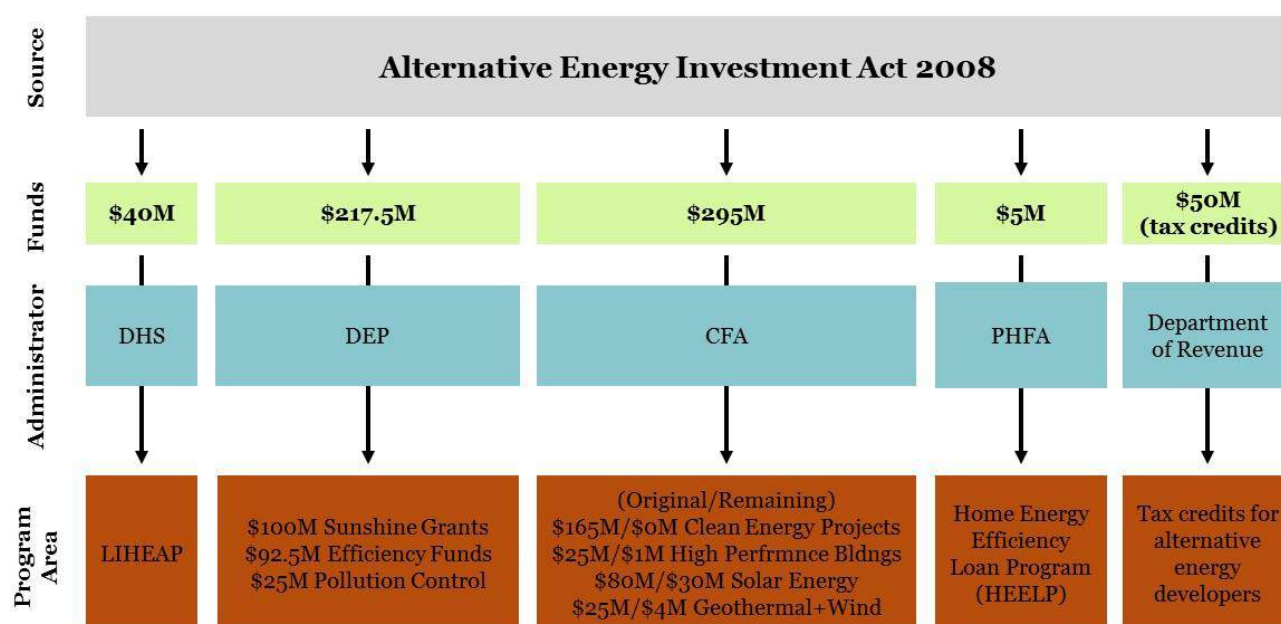 Source
Alternative Energy Investment Act 2008
Funds
$40M
$217.5M
$295M
$5M
$50M
(tax credits)
Administrator
DHS
DEP
CFA
PHFA
Department
of Revenue
Program
Area
LIHEAP
$100M Sunshine Grants
$92.5M Efficiency Funds
$25M Pollution Control
(Original/Remaining)
$165M/$0M Clean Energy Projects
$25M/$1M High Perfrmnce Bldngs
$80M/$30M Solar Energy
$25M/$4M Geothermal+Wind
Home Energy
Efficiency
Loan Program
(HEELP)
Tax credits for
alternative
energy
developers